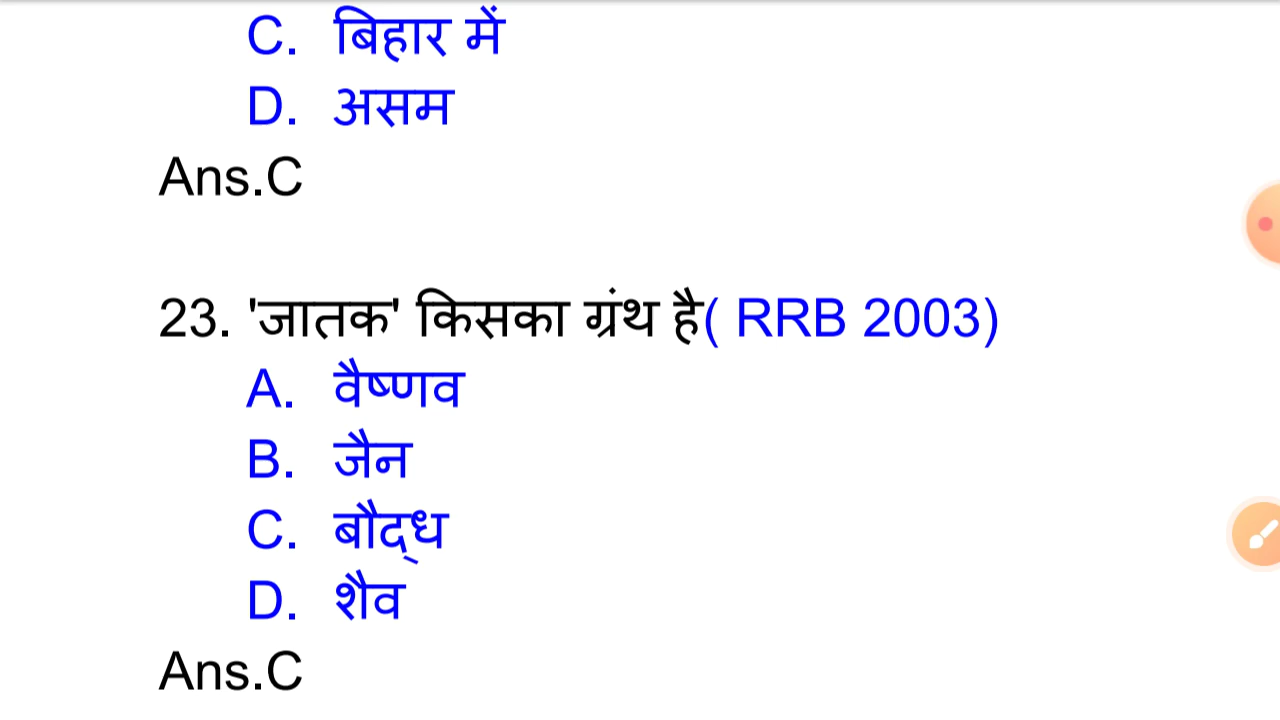 C. बिहार में
D. असम
Ans.C
23. 'जातक' किसका ग्रंथ है( RRB 2003)
A. वैष्णव
B. जैन
C. बौद्ध
D. शैव
Ans.C